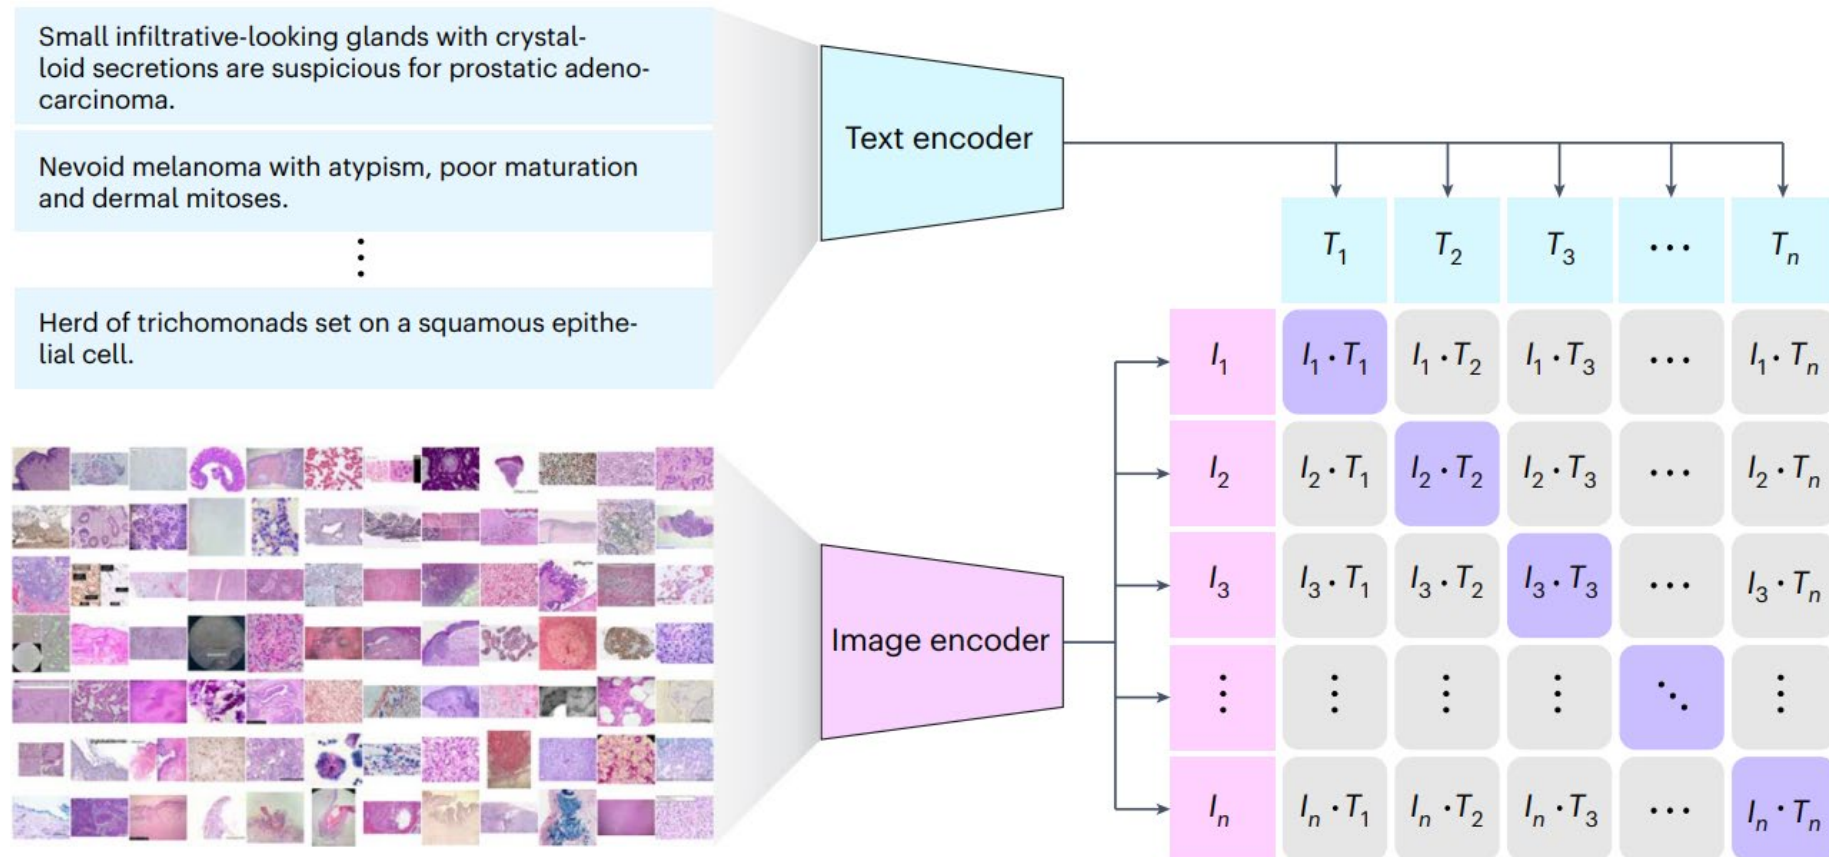 Small infiltrative-looking glands with crystal-
loid secretions are suspicious for prostatic adeno-
carcinoma.
Nevoid melanoma with atypism, poor maturation
and dermal mitoses.
⋮
Herd of trichomonads set on a squamous epithe-
lial cell.
Text encoder
Image encoder
T₁ T₂ T₃ ⋯ Tₙ
I₁ I₁ · T₁ I₁ · T₂ I₁ · T₃ ⋯ I₁ · Tₙ
I₂ I₂ · T₁ I₂ · T₂ I₂ · T₃ ⋯ I₂ · Tₙ
I₃ I₃ · T₁ I₃ · T₂ I₃ · T₃ ⋯ I₃ · Tₙ
⋮ ⋮ ⋮ ⋮ ⋱ ⋮
Iₙ Iₙ · T₁ Iₙ · T₂ Iₙ · T₃ ⋯ Iₙ · Tₙ